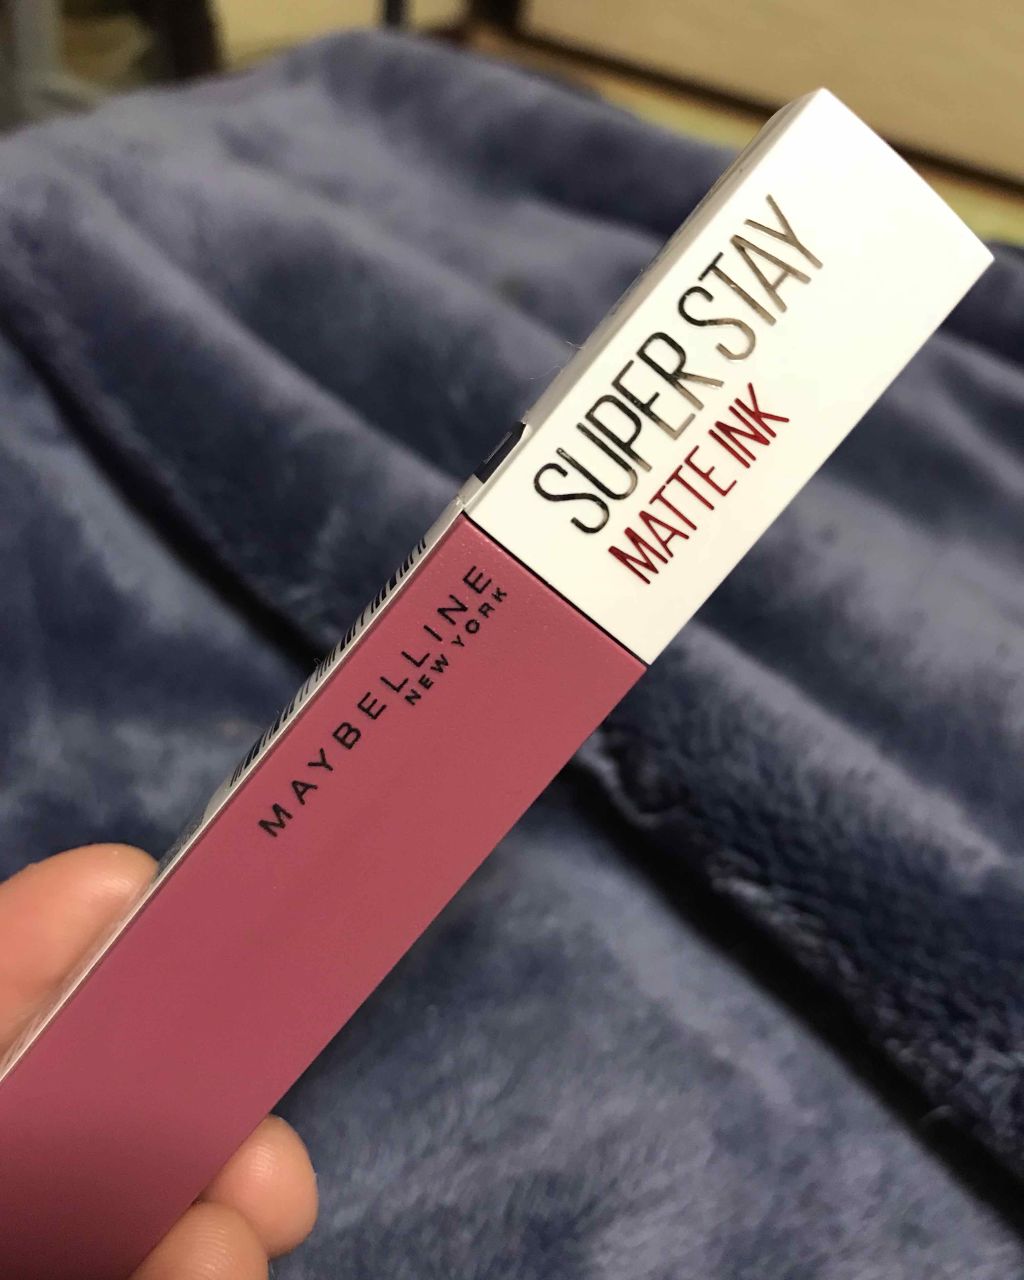 SUPER STAY
MATTE INK
MAYBELLINE
NEW YORK